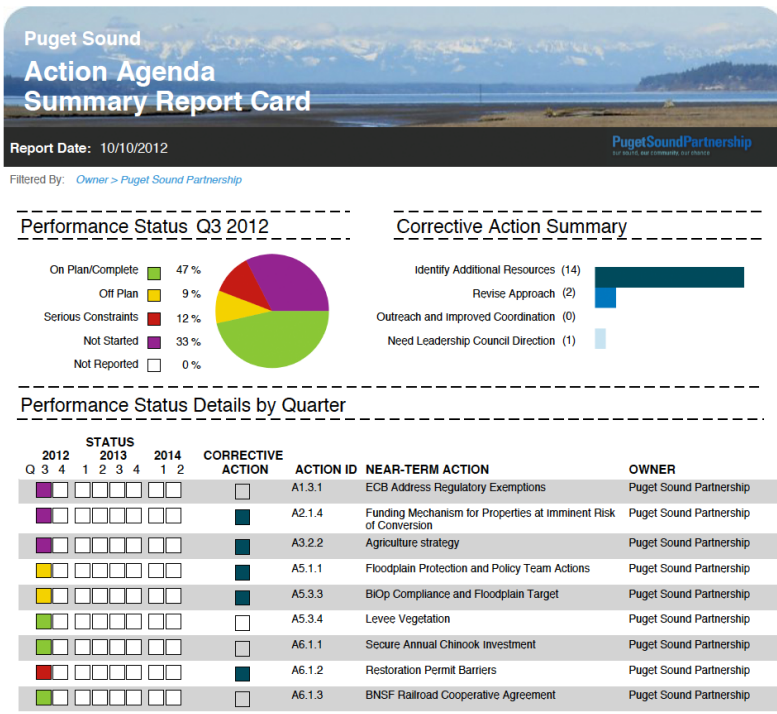 Puget Sound
Action Agenda
Summary Report Card
Report Date: 10/10/2012
PugetSoundPartnership
our sound, our community, our chance
Filtered By: Owner > Puget Sound Partnership
Performance Status Q3 2012
On Plan/Complete 47 %
Off Plan 9 %
Serious Constraints 12 %
Not Started 33 %
Not Reported 0 %
Corrective Action Summary
Identify Additional Resources (14)
Revise Approach (2)
Outreach and Improved Coordination (0)
Need Leadership Council Direction (1)
Performance Status Details by Quarter
STATUS
2012 2013 2014 CORRECTIVE
Q 3 4 1 2 3 4 1 2 ACTION ACTION ID NEAR-TERM ACTION OWNER
A1.3.1 ECB Address Regulatory Exemptions Puget Sound Partnership
A2.1.4 Funding Mechanism for Properties at Imminent Risk Puget Sound Partnership
of Conversion
A3.2.2 Agriculture strategy Puget Sound Partnership
A5.1.1 Floodplain Protection and Policy Team Actions Puget Sound Partnership
A5.3.3 BiOp Compliance and Floodplain Target Puget Sound Partnership
A5.3.4 Levee Vegetation Puget Sound Partnership
A6.1.1 Secure Annual Chinook Investment Puget Sound Partnership
A6.1.2 Restoration Permit Barriers Puget Sound Partnership
A6.1.3 BNSF Railroad Cooperative Agreement Puget Sound Partnership